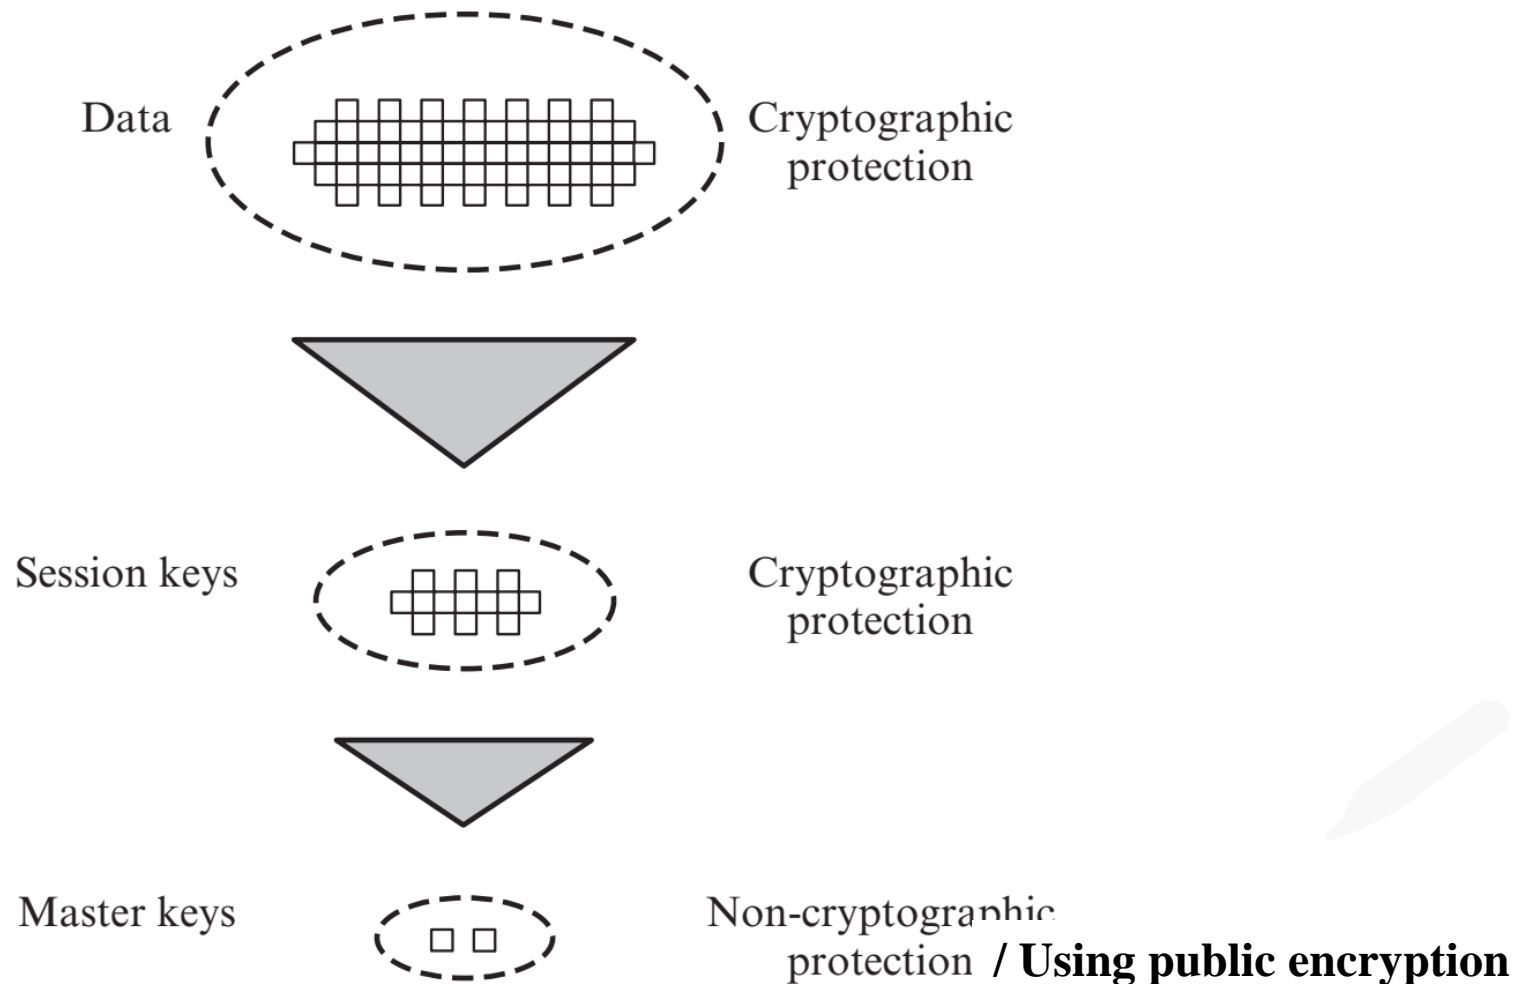 Data
Cryptographic
protection
Session keys
Cryptographic
protection
Master keys
Non-cryptographic
protection / Using public encryption